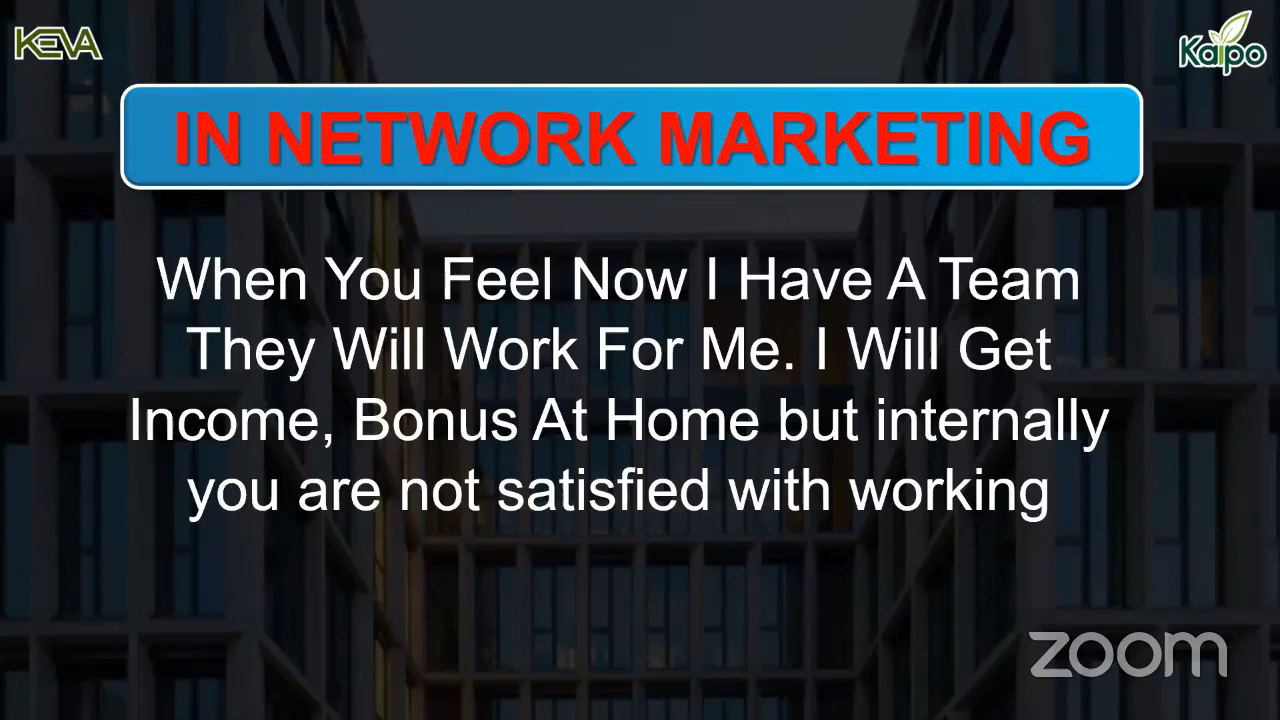 KEVA
Kaipo
IN NETWORK MARKETING
When You Feel Now I Have A Team
They Will Work For Me. I Will Get
Income, Bonus At Home but internally
you are not satisfied with working
zoom